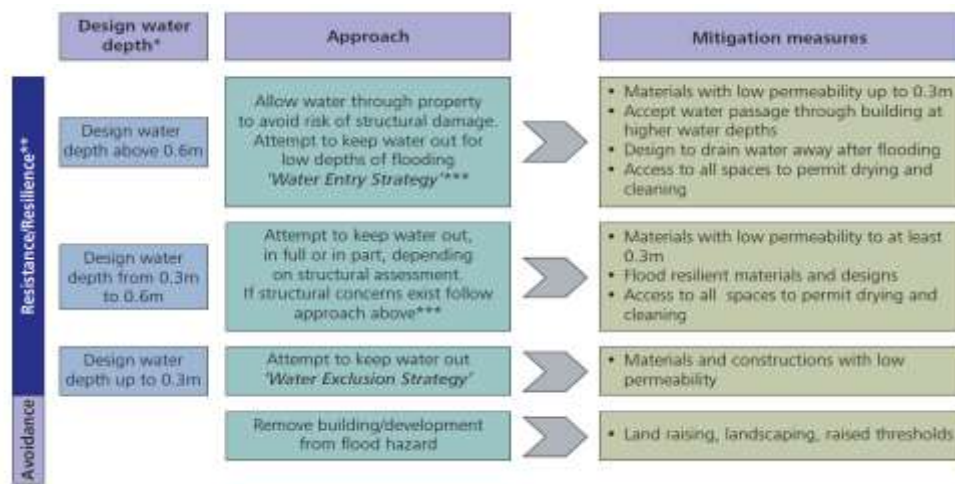 Design water
depth*
Approach
Mitigation measures
Resistance/Resilience**
Design water
depth above 0.6m
Allow water through property
to avoid risk of structural damage.
Attempt to keep water out for
low depths of flooding
'Water Entry Strategy'***
• Materials with low permeability up to 0.3m
• Accept water passage through building at
higher water depths
• Design to drain water away after flooding
• Access to all spaces to permit drying and
cleaning
Design water
depth from 0.3m
to 0.6m
Attempt to keep water out,
in full or in part, depending
on structural assessment.
If structural concerns exist follow
approach above***
• Materials with low permeability to at least
0.3m
• Flood resilient materials and designs
• Access to all spaces to permit drying and
cleaning
Design water
depth up to 0.3m
Attempt to keep water out
'Water Exclusion Strategy'
• Materials and constructions with low
permeability
Avoidance
Remove building/development
from flood hazard
• Land raising, landscaping, raised thresholds